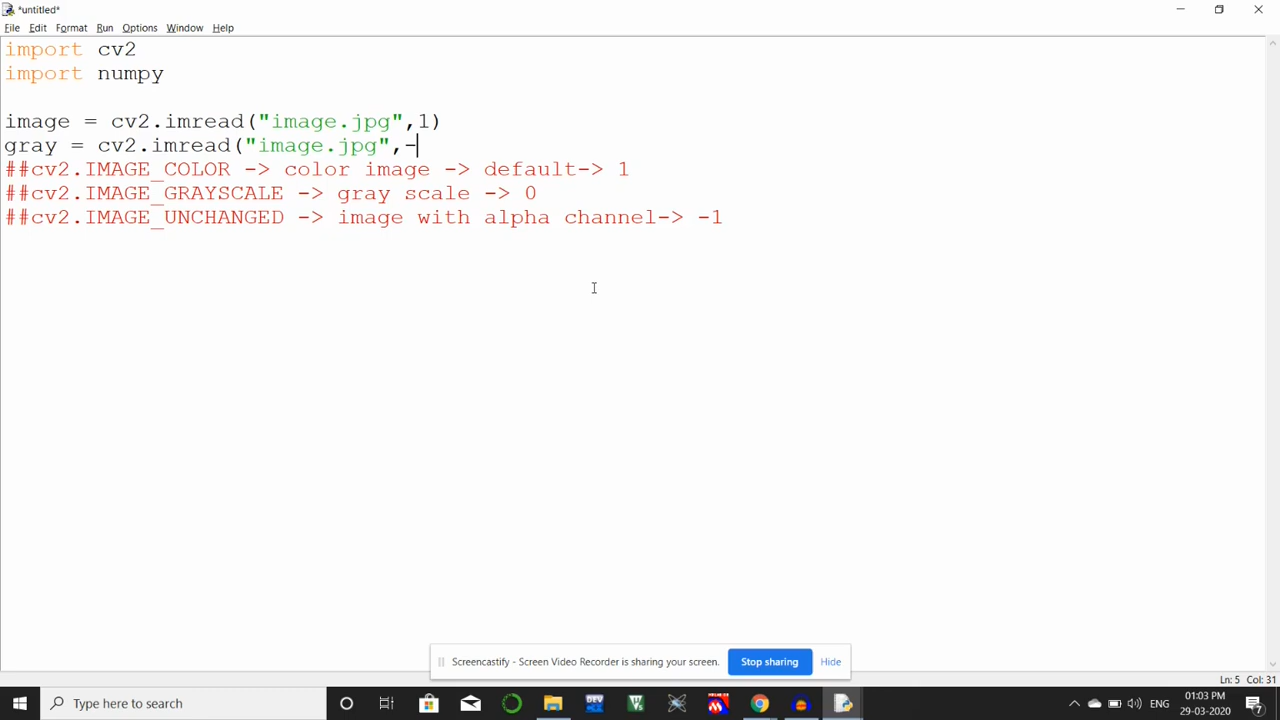 *untitled*
File Edit Format Run Options Window Help
import cv2
import numpy
image = cv2.imread("image.jpg",1)
gray = cv2.imread("image.jpg",-
##cv2.IMAGE_COLOR -> color image -> default-> 1
##cv2.IMAGE_GRAYSCALE -> gray scale -> 0
##cv2.IMAGE_UNCHANGED -> image with alpha channel-> -1
Screencastify - Screen Video Recorder is sharing your screen. Stop sharing Hide
Ln: 5 Col: 31
Type here to search
DEV
ENG
01:03 PM
29-03-2020
7